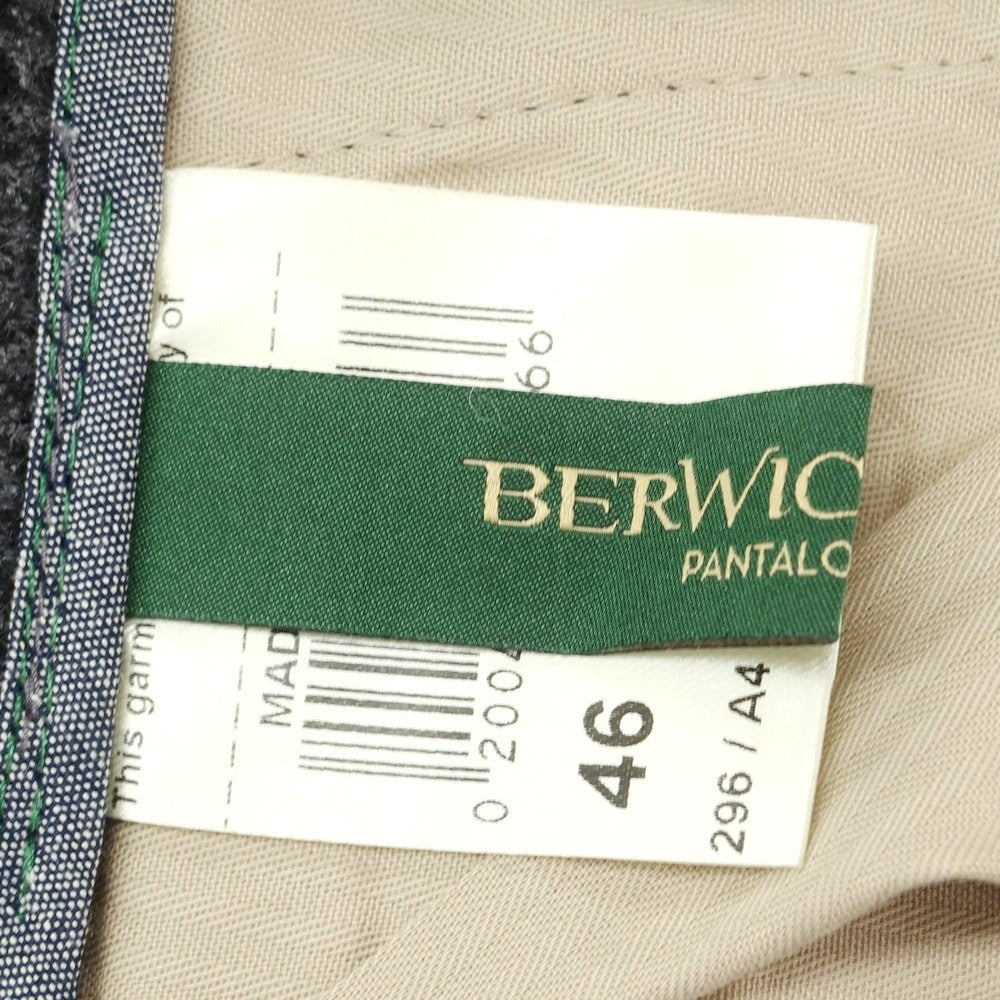 BERWIC
PANTALO
y of
This garm
MAD
66
0 2004
46
296 / A4